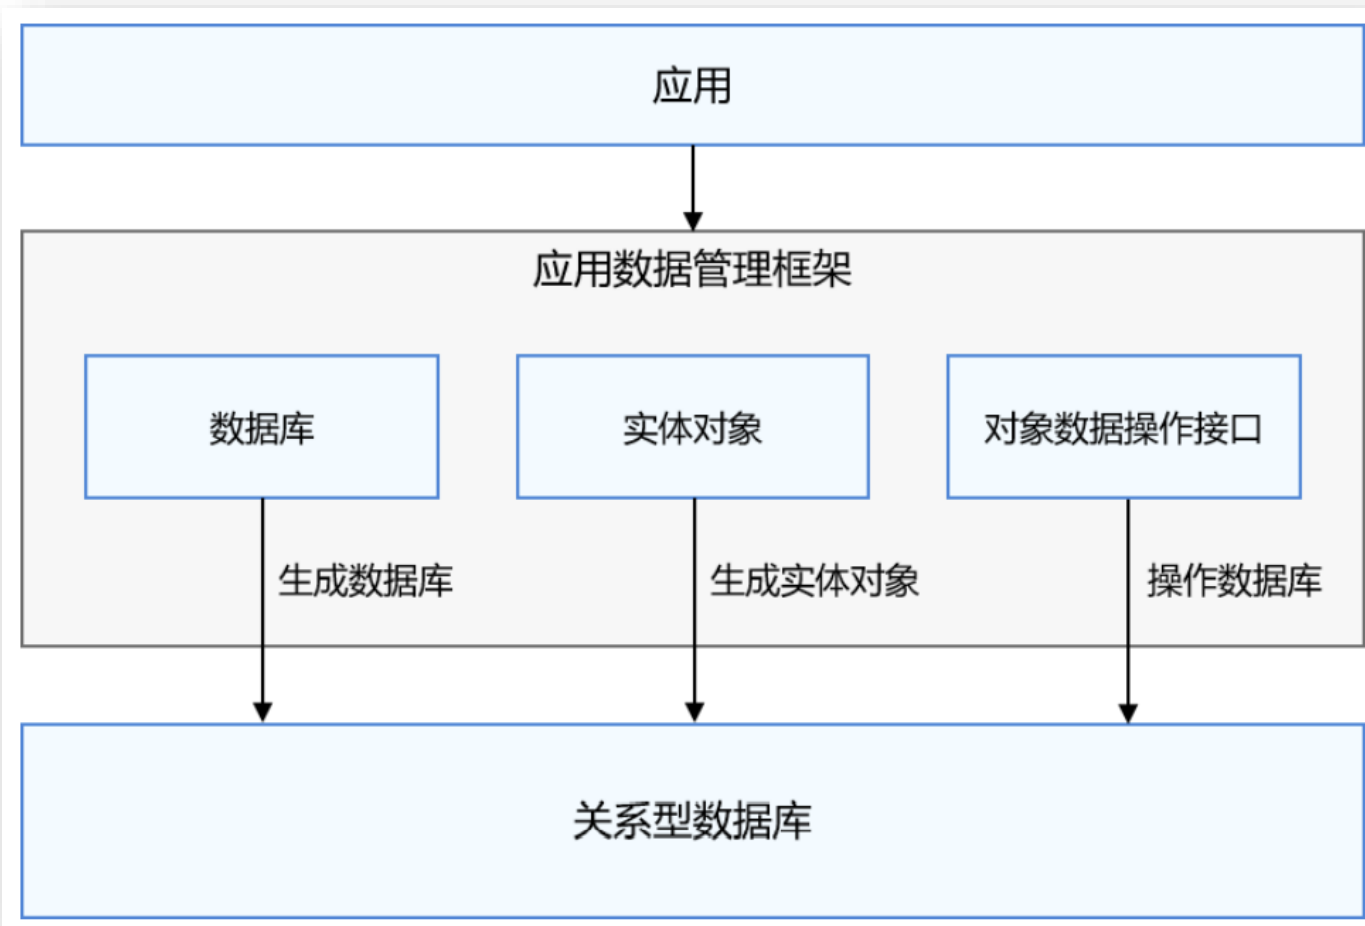 应用
应用数据管理框架
数据库
实体对象
对象数据操作接口
生成数据库
生成实体对象
操作数据库
关系型数据库